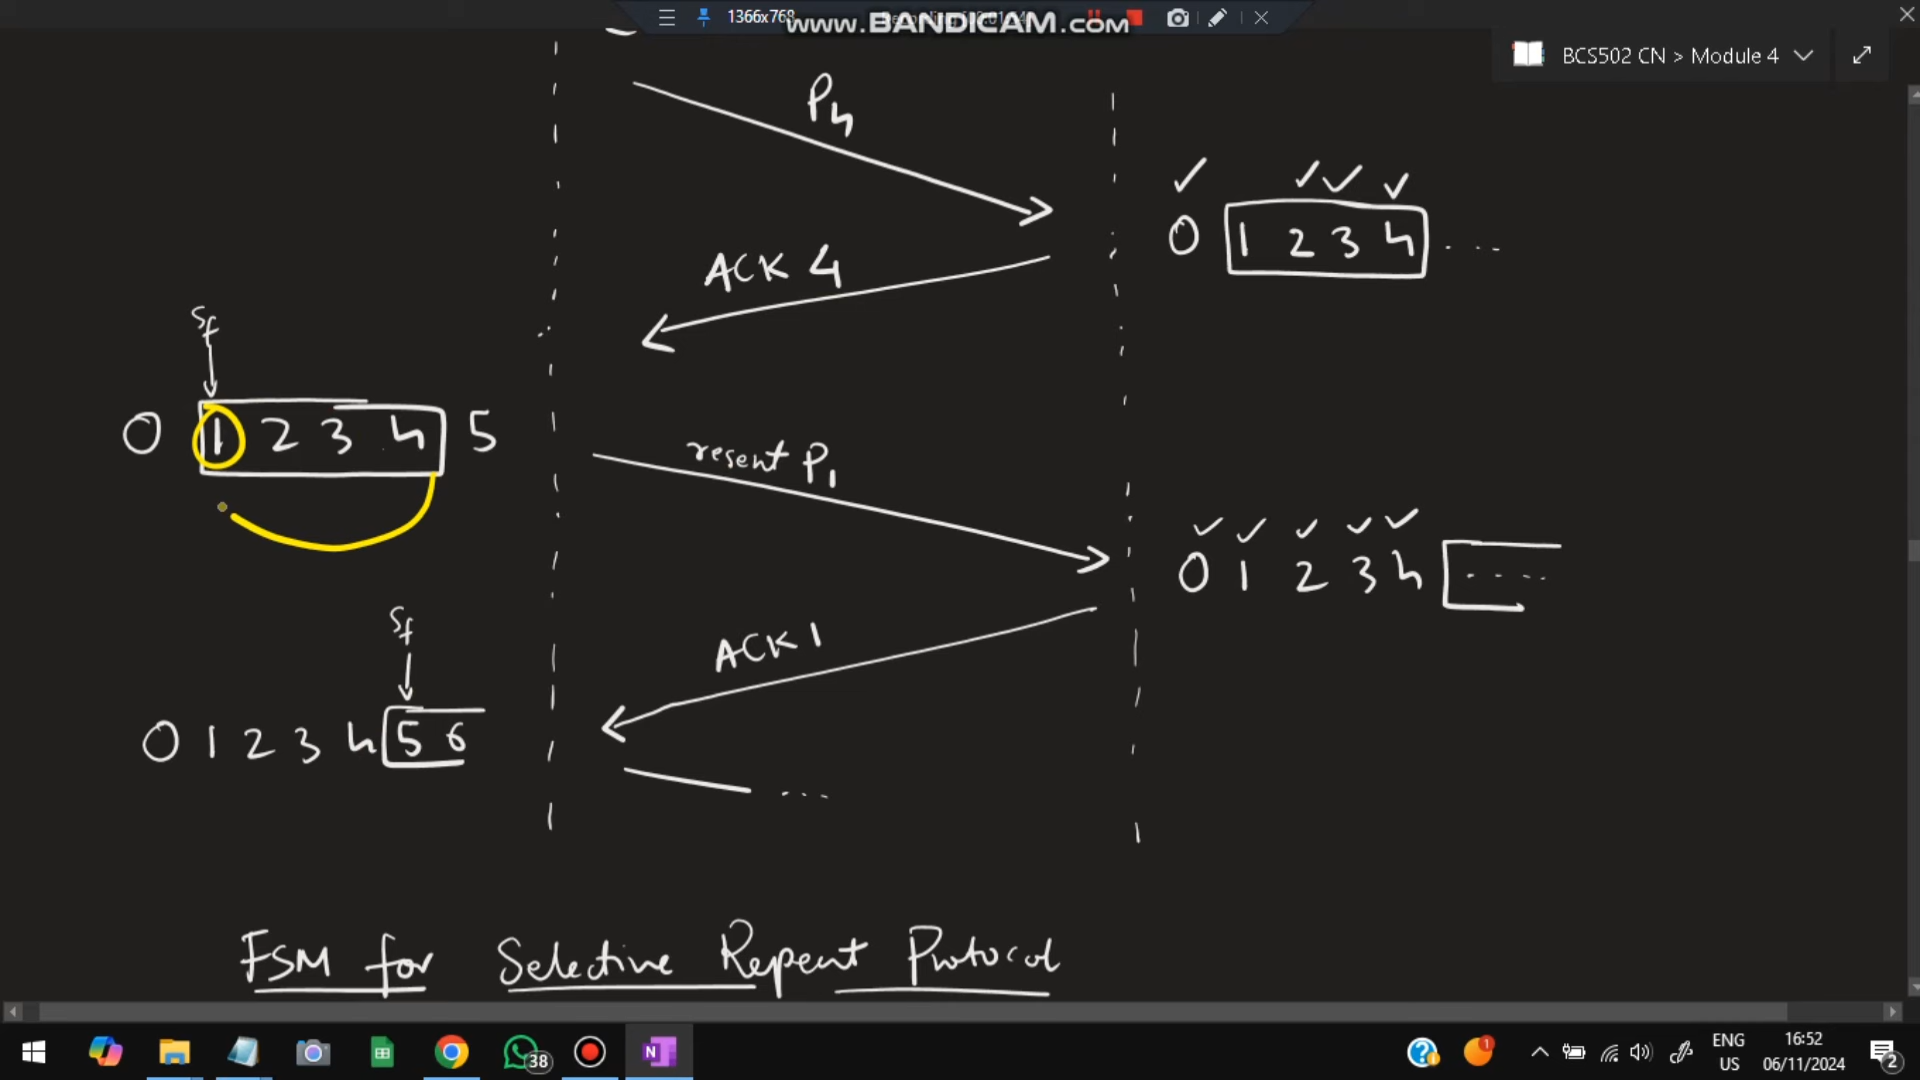 1366x768
www.BANDICAM.com
BCS502 CN > Module 4
P4
ACK 4
0 1 2 3 4 ....
Sf
0 1 2 3 4 5
resent P1
0 1 2 3 4 ....
ACK 1
Sf
0 1 2 3 4 5 6
...
FSM for Selective Repeat Protocol
38
N
1
ENG
US
16:52
06/11/2024
2